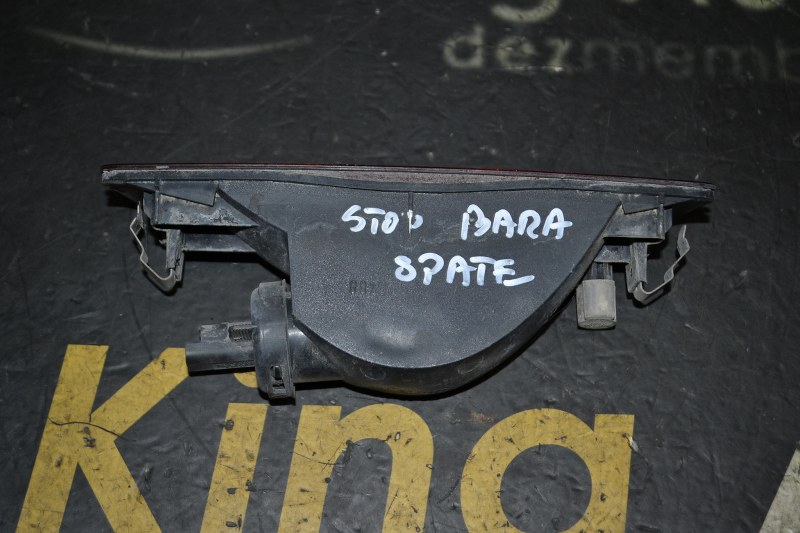 dezmemb
STOP BARA
SPATE
King